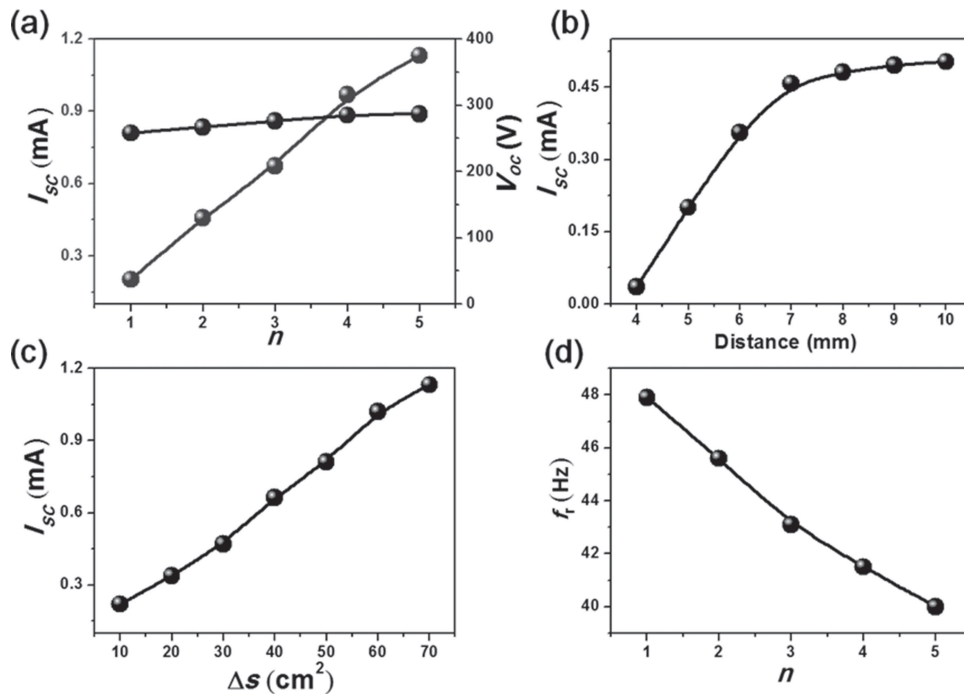 (a)
1.2
0.9
0.6
0.3
I_SC (mA)
400
300
200
100
0
V_oc (V)
1 2 3 4 5
n
(b)
0.45
0.30
0.15
0.00
I_SC (mA)
4 5 6 7 8 9 10
Distance (mm)
(c)
1.2
0.9
0.6
0.3
I_SC (mA)
10 20 30 40 50 60 70
Δs (cm²)
(d)
48
46
44
42
40
f_r (Hz)
1 2 3 4 5
n